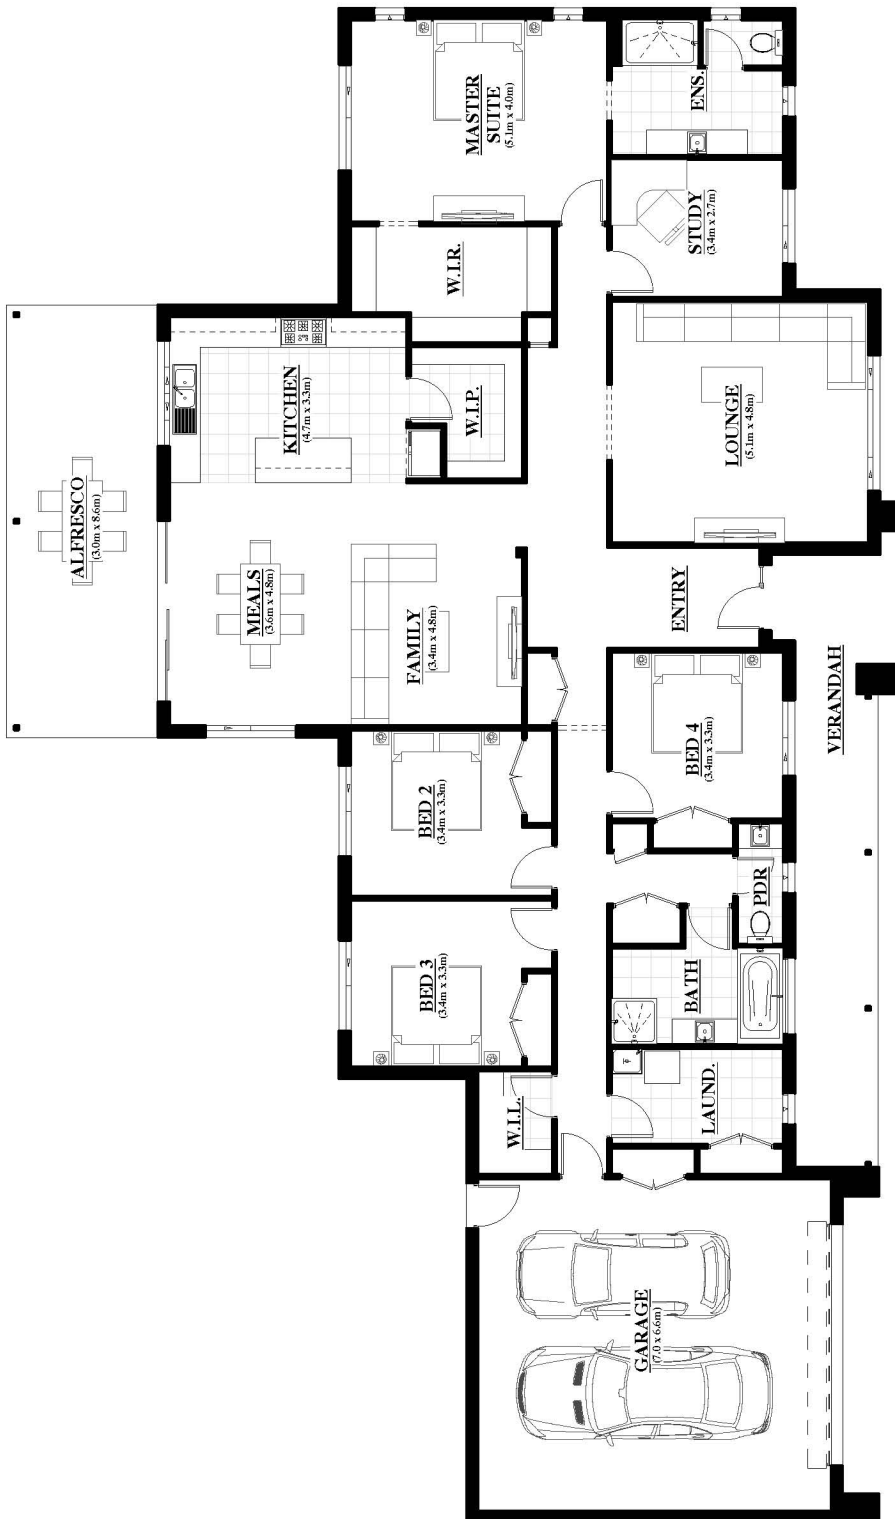 MASTER
SUITE
(5.1m x 4.0m)
ENS.
STUDY
(3.4m x 2.7m)
W.I.R.
KITCHEN
(4.7m x 3.3m)
W.I.P.
LOUNGE
(5.1m x 4.8m)
ALFRESCO
(3.0m x 8.6m)
MEALS
(3.6m x 4.8m)
FAMILY
(3.4m x 4.8m)
ENTRY
VERANDAH
BED 4
(3.4m x 3.3m)
BED 2
(3.4m x 3.3m)
PDR
BED 3
(3.4m x 3.3m)
BATH
W.I.L.
LAUND.
GARAGE
(7.0 x 6.6m)